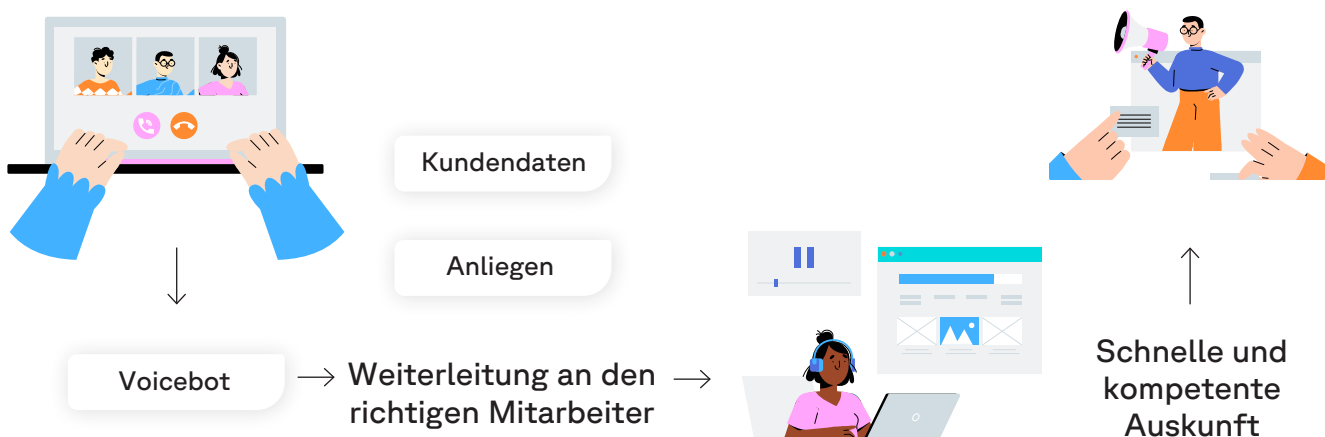 Kundendaten
Anliegen
Voicebot
Weiterleitung an den
richtigen Mitarbeiter
Schnelle und
kompetente
Auskunft